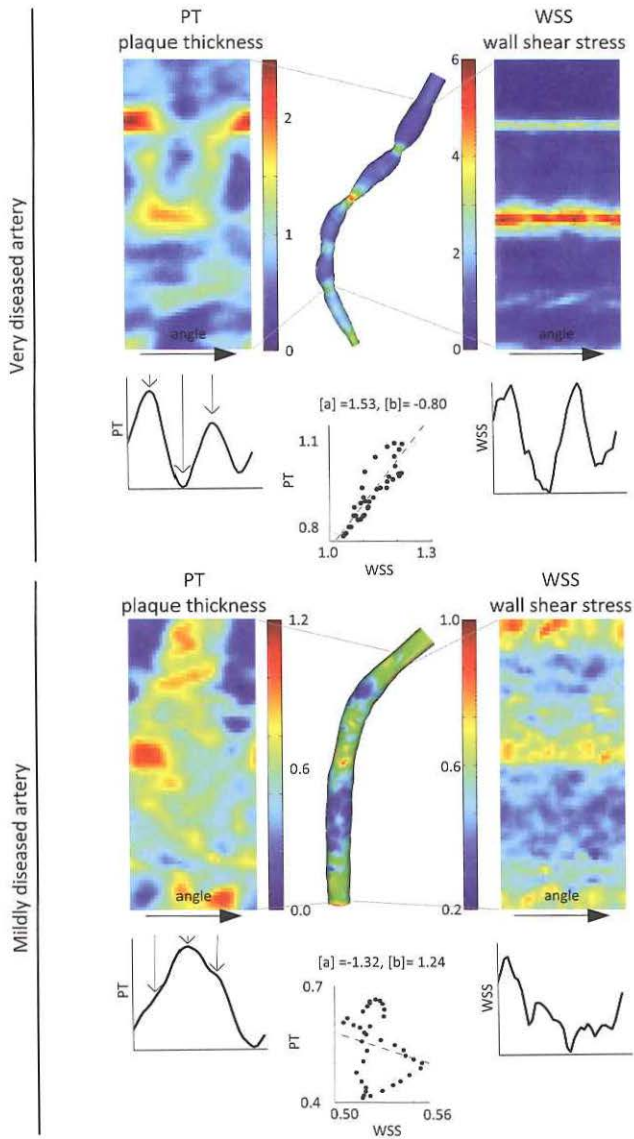 PT
plaque thickness
WSS
wall shear stress
Very diseased artery
2
1
0
6
4
2
0
angle
angle
PT
[a] =1.53, [b]= -0.80
PT
1.1
0.8
1.0
1.3
WSS
WSS
PT
plaque thickness
WSS
wall shear stress
Mildly diseased artery
1.2
0.6
0.0
1.0
0.6
0.2
angle
angle
PT
[a]=-1.32, [b]= 1.24
PT
0.7
0.4
0.50
0.56
WSS
WSS